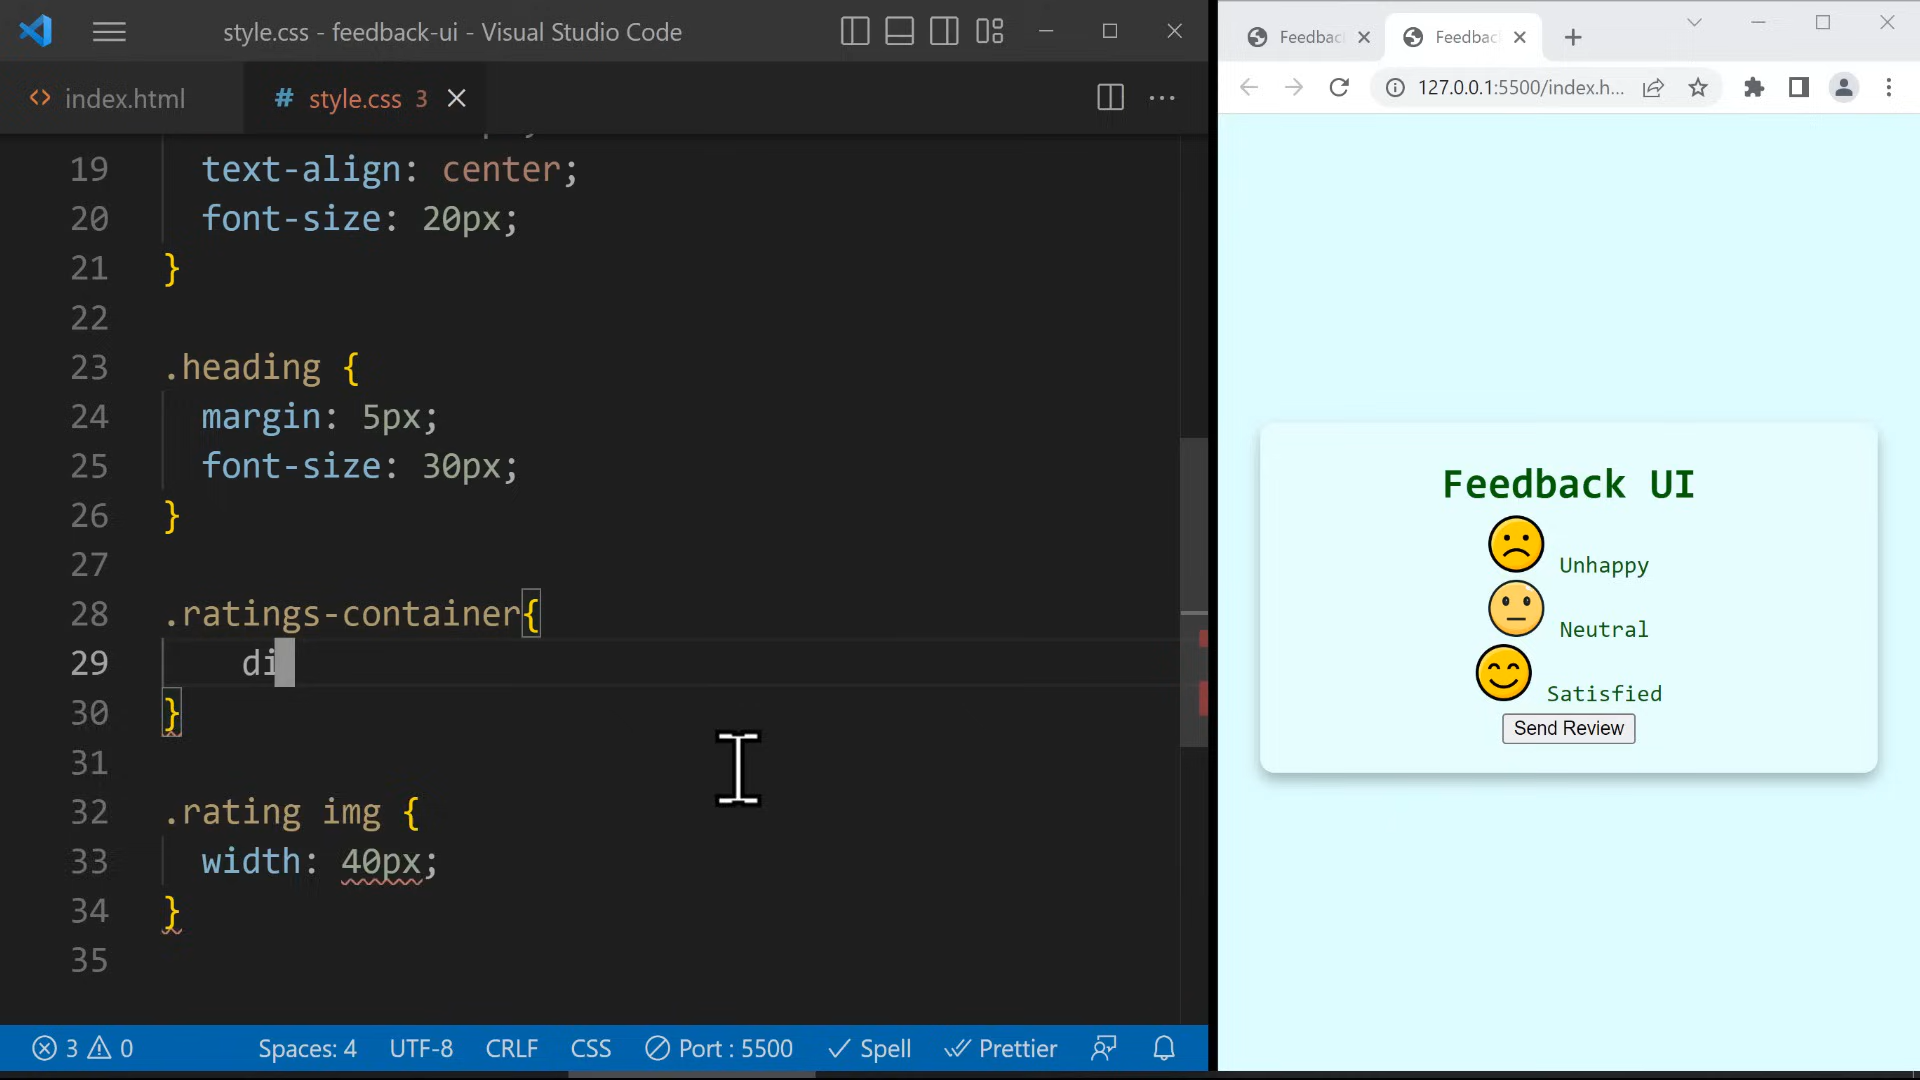 style.css - feedback-ui - Visual Studio Code
index.html
# style.css 3
19 text-align: center;
20 font-size: 20px;
21 }
22
23 .heading {
24 margin: 5px;
25 font-size: 30px;
26 }
27
28 .ratings-container{
29 di
30 }
31
32 .rating img {
33 width: 40px;
34 }
35
3 0 Spaces: 4 UTF-8 CRLF CSS Port : 5500 Spell Prettier
Feedbac Feedbac
127.0.0.1:5500/index.h...
Feedback UI
Unhappy
Neutral
Satisfied
Send Review